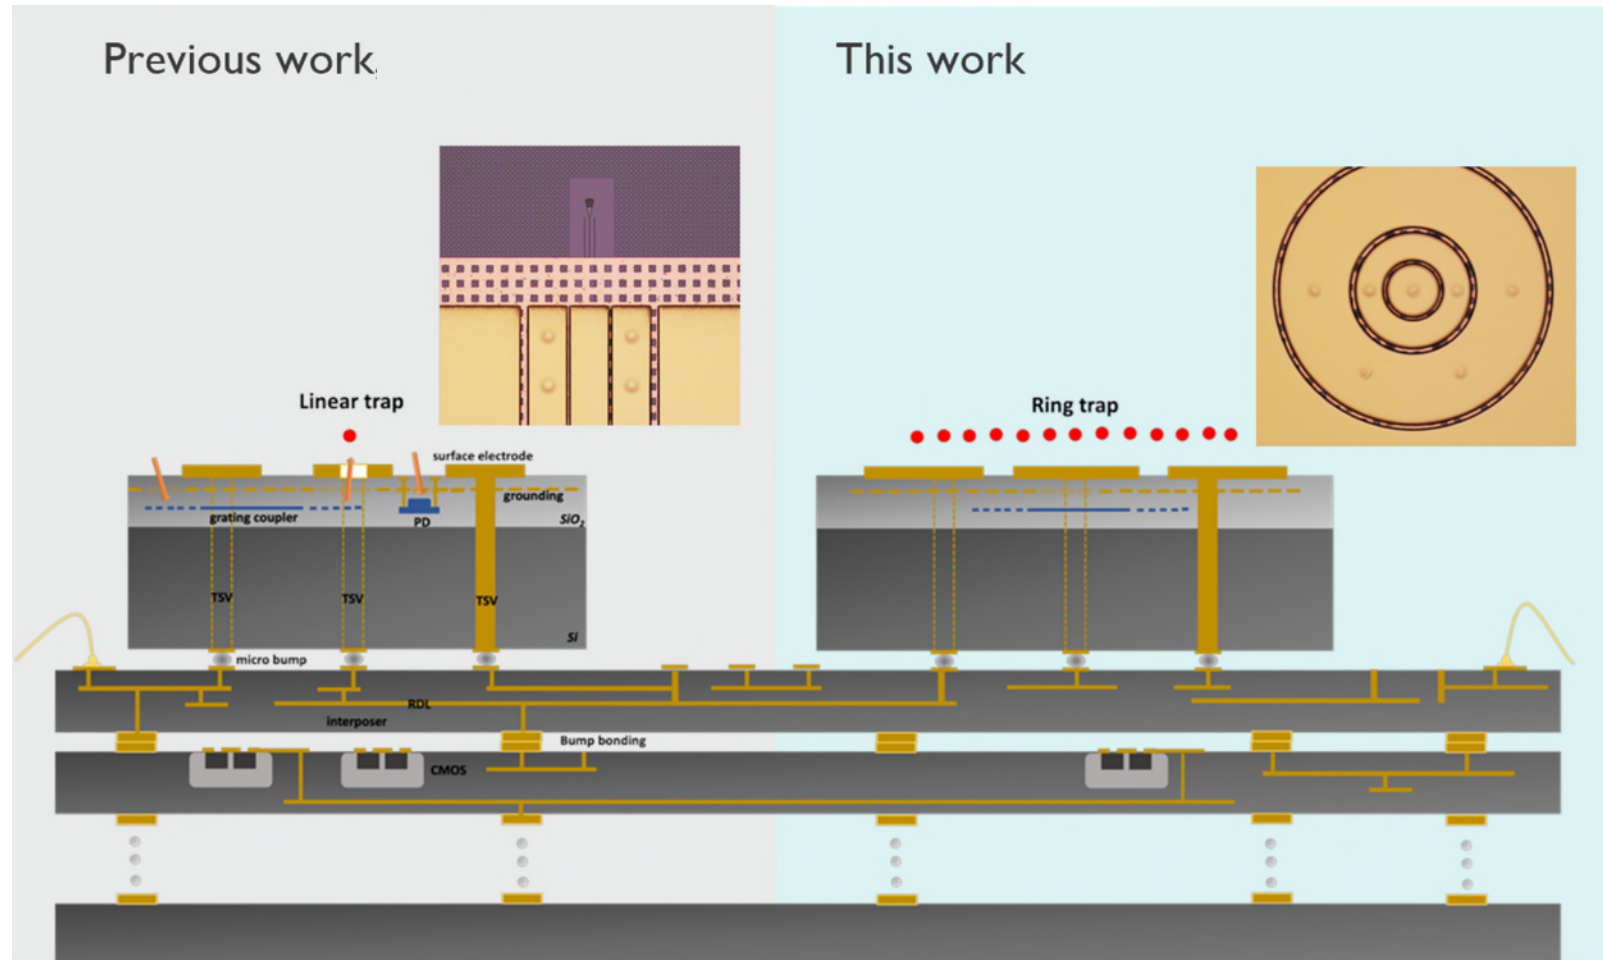 Previous work
This work
Linear trap
Ring trap
surface electrode
grounding
grating coupler
PD
SiO2
TSV
TSV
TSV
Si
micro bump
RDL
interposer
Bump bonding
CMOS